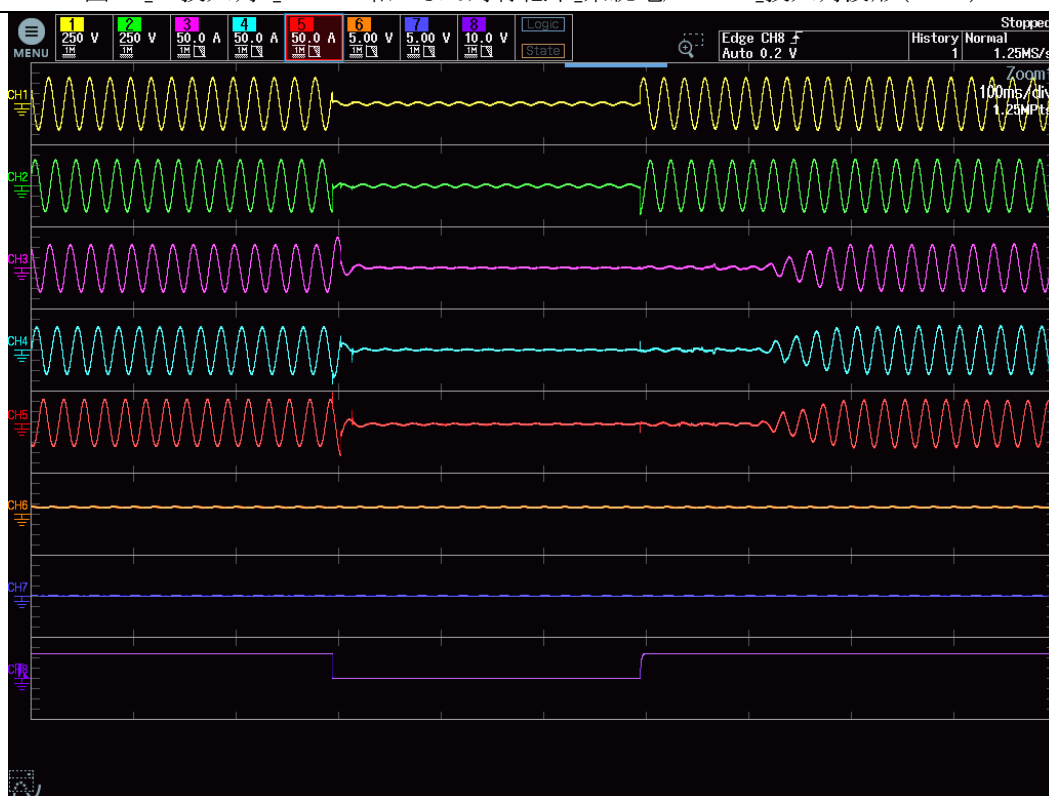 1 2 3 4 5 6 7 8 Logic Stopped
250 V 250 V 50.0 A 50.0 A 50.0 A 5.00 V 5.00 V 10.0 V Edge CH8 History Normal
MENU 1M 1M 1M 1M 1M 1M 1M 1M State Auto 0.2 V 1 1.25MS/s
Zoom1
CH1 100ms/div
1.25MPts
CH2
CH3
CH4
CH5
CH6
CH7
CH8